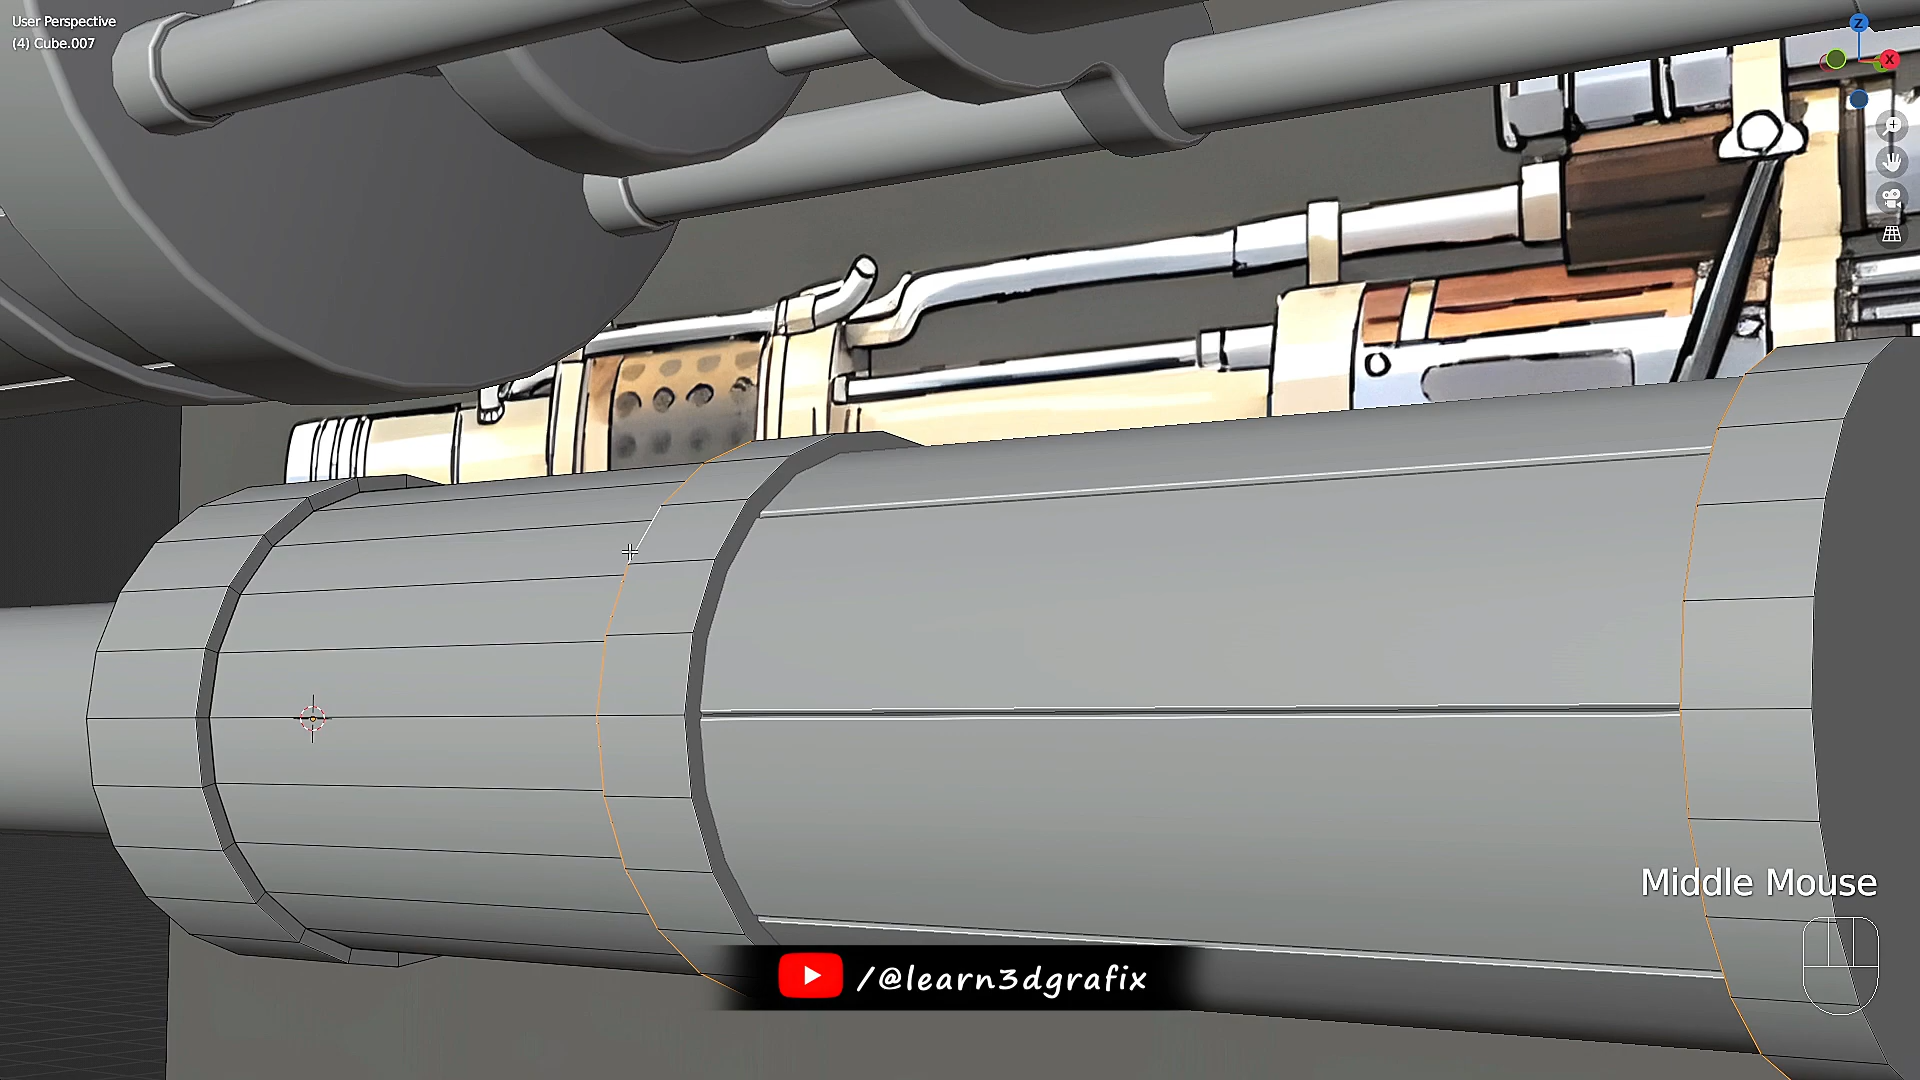 User Perspective
(4) Cube.007
Z
X
Middle Mouse
/@learn3dgrafix